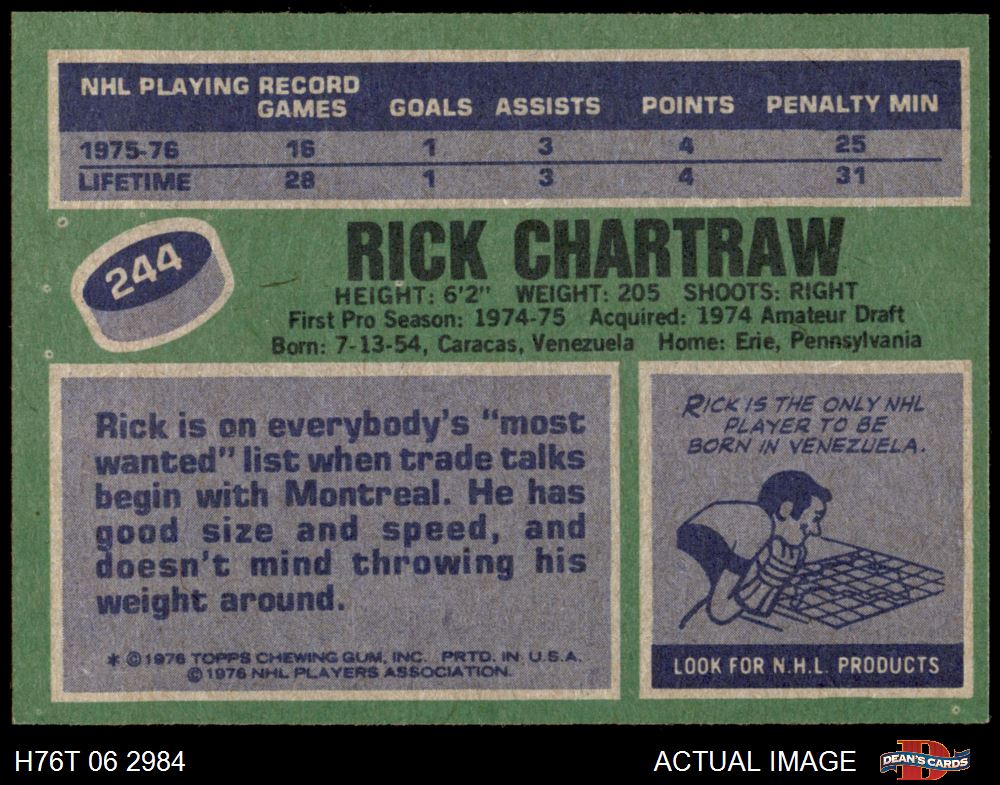 NHL PLAYING RECORD
GAMES GOALS ASSISTS POINTS PENALTY MIN
1975-76 16 1 3 4 25
LIFETIME 28 1 3 4 31
244
RICK CHARTRAW
HEIGHT: 6'2" WEIGHT: 205 SHOOTS: RIGHT
First Pro Season: 1974-75 Acquired: 1974 Amateur Draft
Born: 7-13-54, Caracas, Venezuela Home: Erie, Pennsylvania
Rick is on everybody's "most
wanted" list when trade talks
begin with Montreal. He has
good size and speed, and
doesn't mind throwing his
weight around.
* ©1976 TOPPS CHEWING GUM, INC. PRTD. IN U.S.A.
©1976 NHL PLAYERS ASSOCIATION.
RICK IS THE ONLY NHL
PLAYER TO BE
BORN IN VENEZUELA.
LOOK FOR N.H.L PRODUCTS
H76T 06 2984 ACTUAL IMAGE
D
DEAN'S CARDS